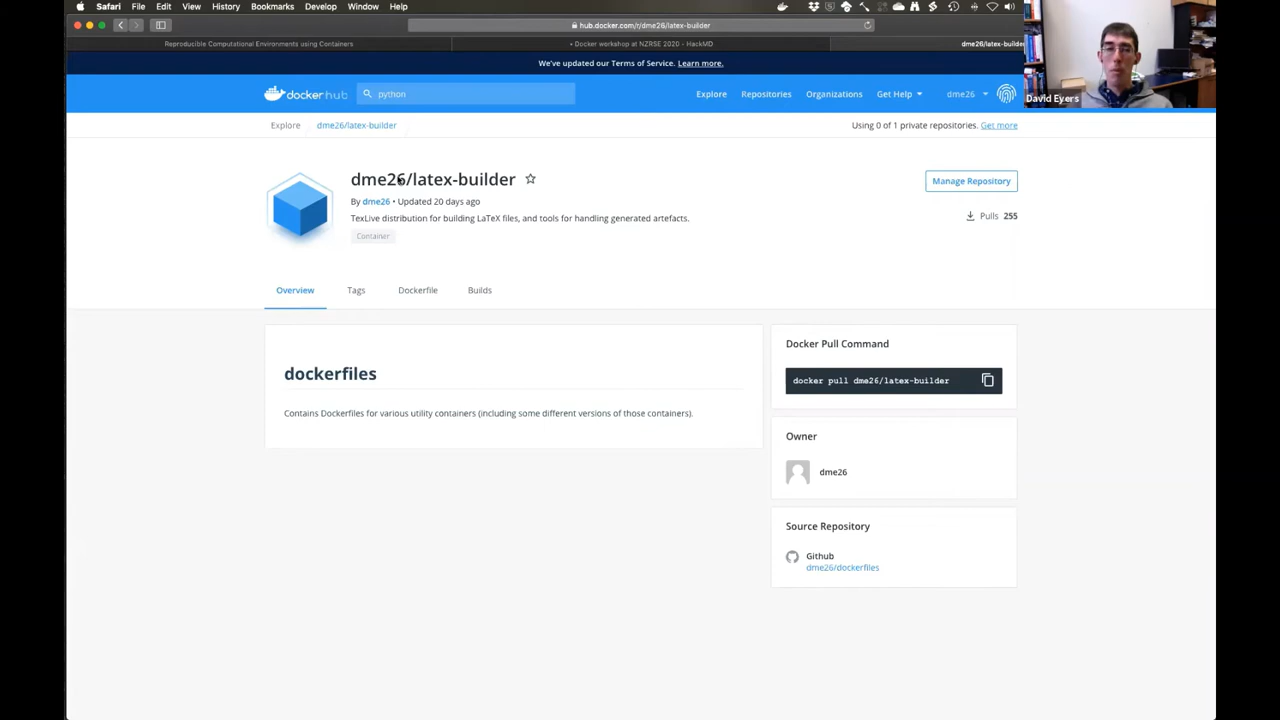 Safari File Edit View History Bookmarks Develop Window Help
hub.docker.com/r/dme26/latex-builder
Reproducible Computational Environments using Containers
• Docker workshop at NZRSE 2020 - HackMD
dme26/latex-builde
David Eyers
We've updated our Terms of Service. Learn more.
dockerhub
python
Explore Repositories Organizations Get Help dme26
Explore dme26/latex-builder
Using 0 of 1 private repositories. Get more
dme26/latex-builder
By dme26 • Updated 20 days ago
TexLive distribution for building LaTeX files, and tools for handling generated artefacts.
Container
Manage Repository
Pulls 255
Overview Tags Dockerfile Builds
dockerfiles
Contains Dockerfiles for various utility containers (including some different versions of those containers).
Docker Pull Command
docker pull dme26/latex-builder
Owner
dme26
Source Repository
Github
dme26/dockerfiles